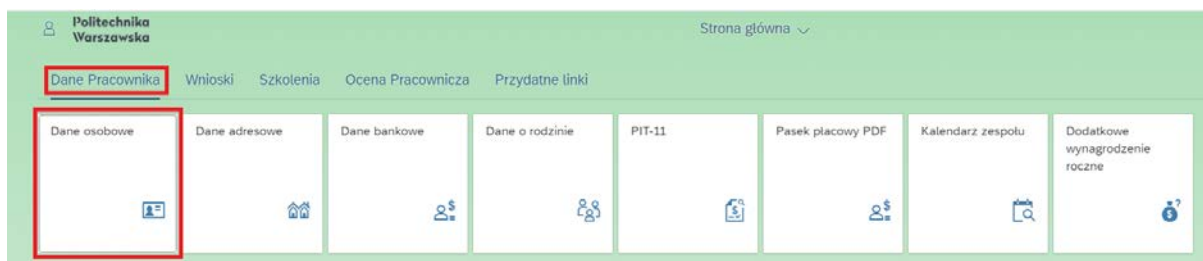 Politechnika
Warszawska
Strona główna
Dane Pracownika Wnioski Szkolenia Ocena Pracownicza Przydatne linki
Dane osobowe Dane adresowe Dane bankowe Dane o rodzinie PIT-11 Pasek płacowy PDF Kalendarz zespołu Dodatkowe
wynagrodzenie
roczne